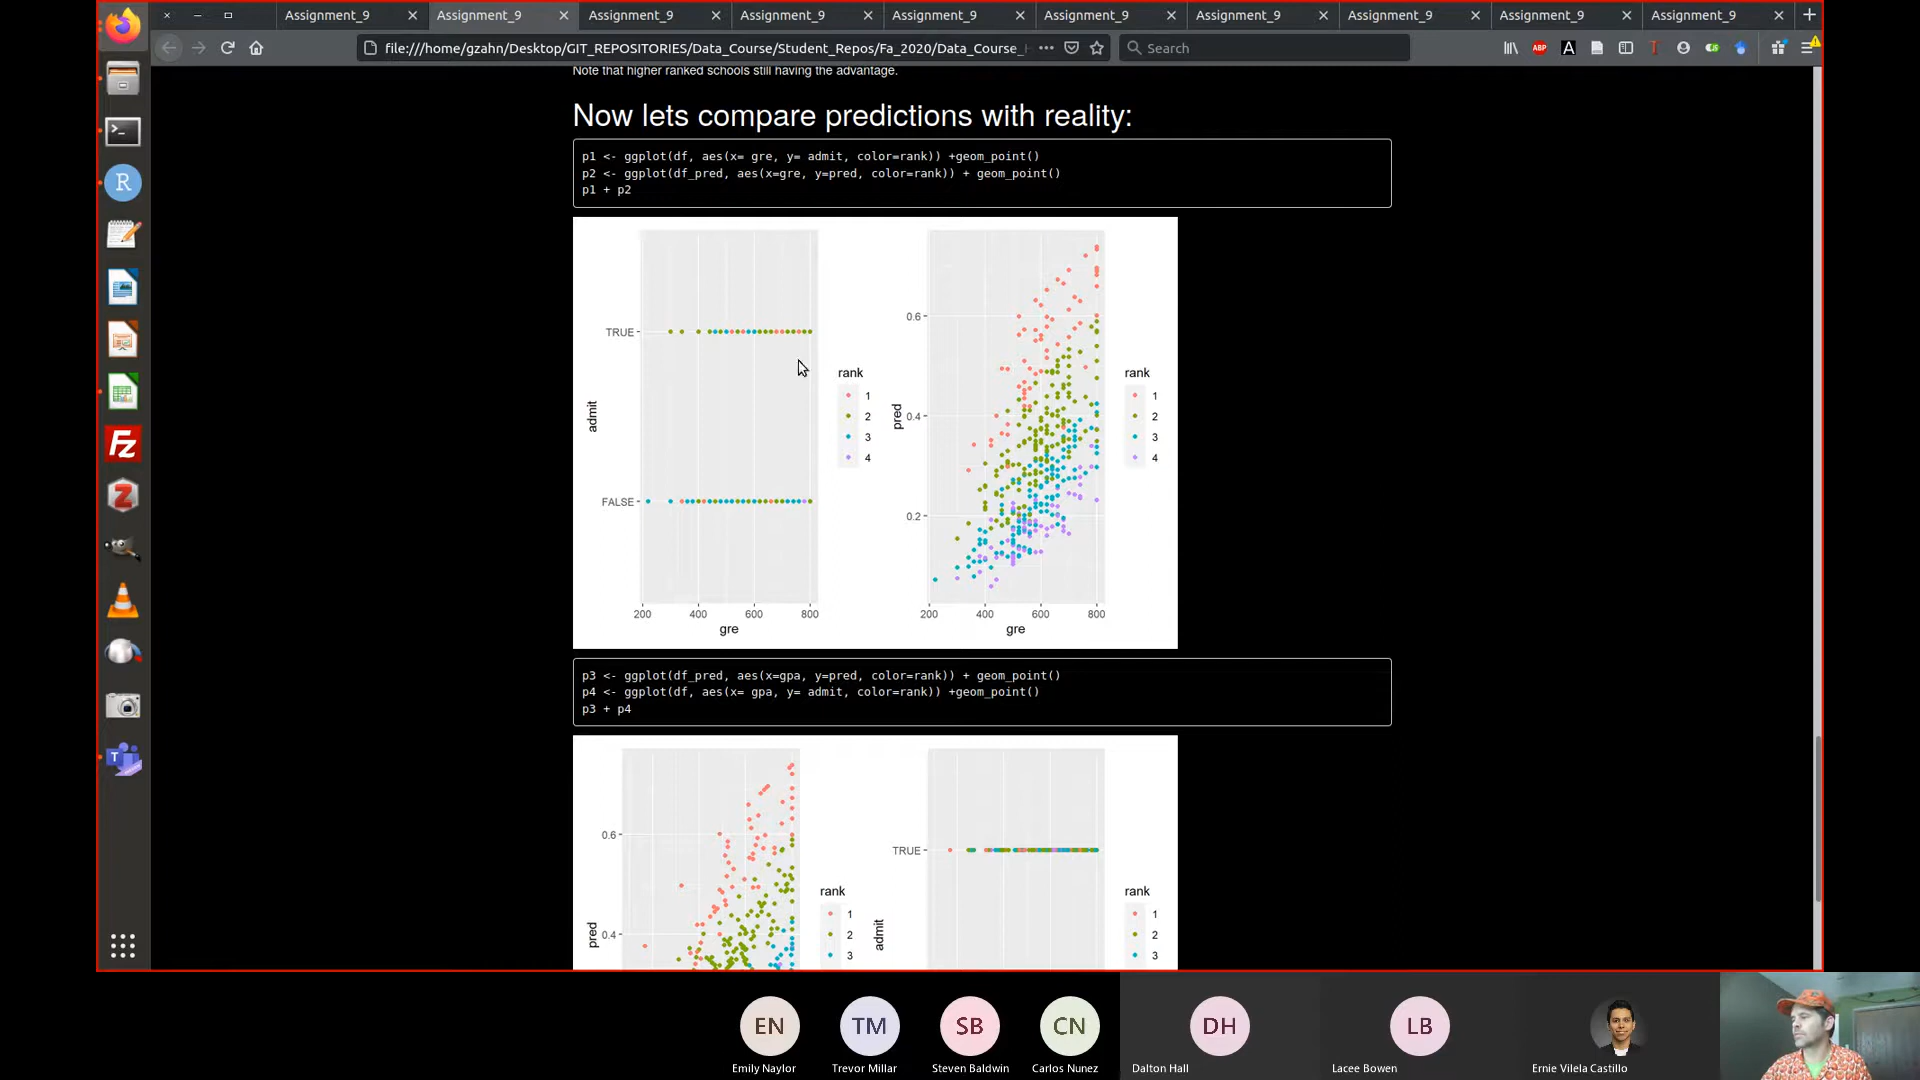 Assignment_9
Assignment_9
Assignment_9
Assignment_9
Assignment_9
Assignment_9
Assignment_9
Assignment_9
Assignment_9
Assignment_9
file:///home/gzahn/Desktop/GIT_REPOSITORIES/Data_Course/Student_Repos/Fa_2020/Data_Course_
Search
ABP
A
Note that higher ranked schools still having the advantage.
Now lets compare predictions with reality:
p1 <- ggplot(df, aes(x= gre, y= admit, color=rank)) +geom_point()
p2 <- ggplot(df_pred, aes(x=gre, y=pred, color=rank)) + geom_point()
p1 + p2
TRUE
FALSE
admit
200
400
600
800
gre
rank
1
2
3
4
0.6
0.4
0.2
pred
200
400
600
800
gre
rank
1
2
3
4
p3 <- ggplot(df_pred, aes(x=gpa, y=pred, color=rank)) + geom_point()
p4 <- ggplot(df, aes(x= gpa, y= admit, color=rank)) +geom_point()
p3 + p4
0.6
0.4
pred
rank
1
2
3
TRUE
admit
rank
1
2
3
R
Fz
Z
T
EN
Emily Naylor
TM
Trevor Millar
SB
Steven Baldwin
CN
Carlos Nunez
DH
Dalton Hall
LB
Lacee Bowen
Ernie Vilela Castillo